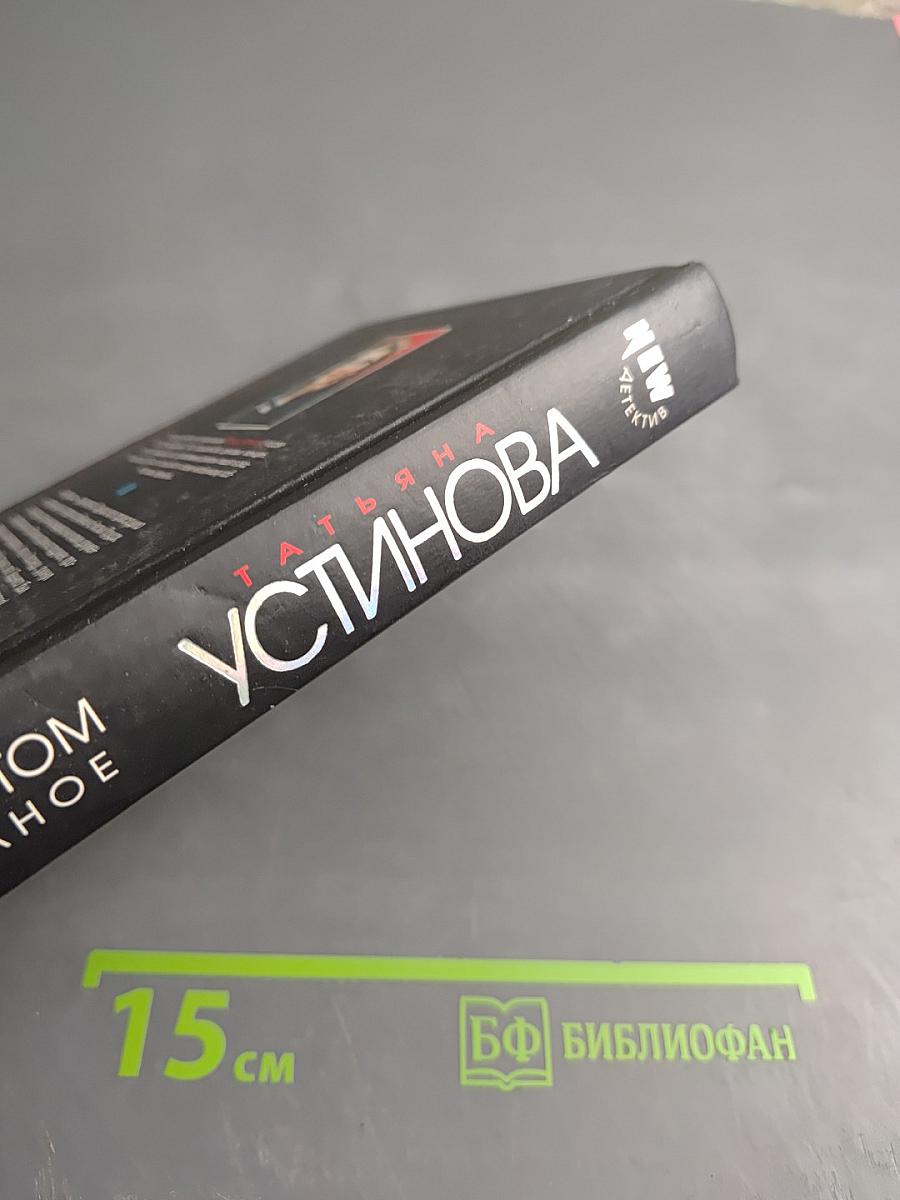 NEW
ДЕТЕКТИВ
ТАТЬЯНА
УСТИНОВА
ТОМ
НОЕ
15 см
БФ БИБЛИОФАН